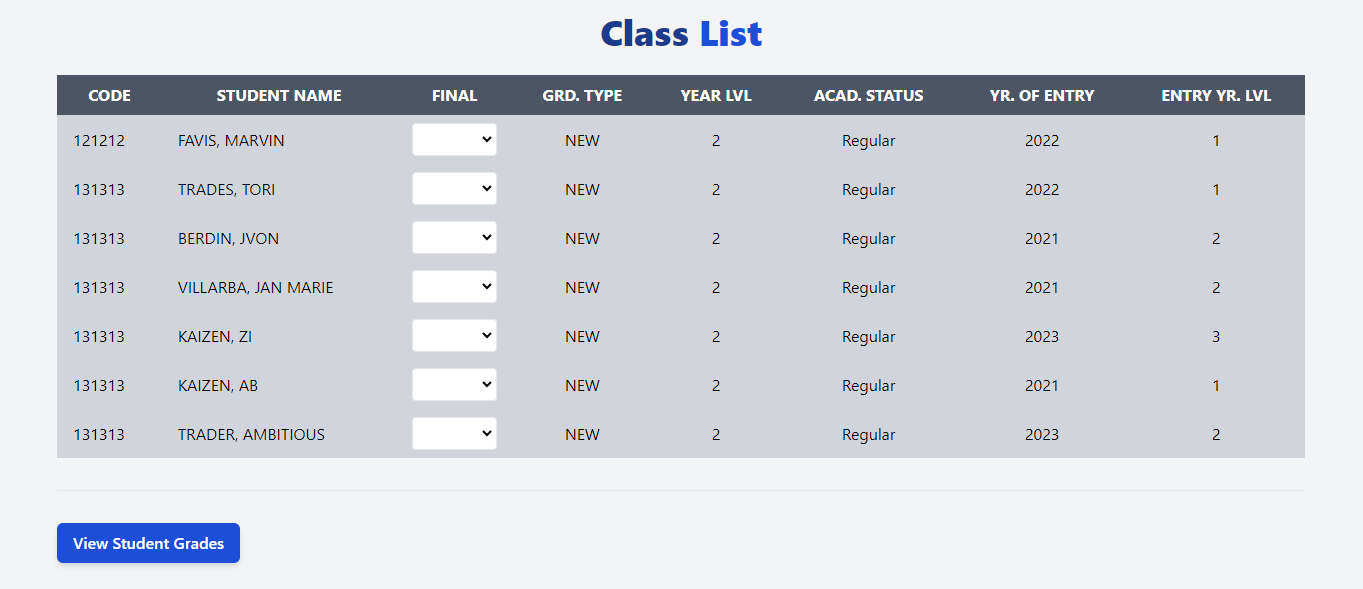 Class List
CODE STUDENT NAME FINAL GRD. TYPE YEAR LVL ACAD. STATUS YR. OF ENTRY ENTRY YR. LVL
121212 FAVIS, MARVIN NEW 2 Regular 2022 1
131313 TRADES, TORI NEW 2 Regular 2022 1
131313 BERDIN, JVON NEW 2 Regular 2021 2
131313 VILLARBA, JAN MARIE NEW 2 Regular 2021 2
131313 KAIZEN, ZI NEW 2 Regular 2023 3
131313 KAIZEN, AB NEW 2 Regular 2021 1
131313 TRADER, AMBITIOUS NEW 2 Regular 2023 2
View Student Grades